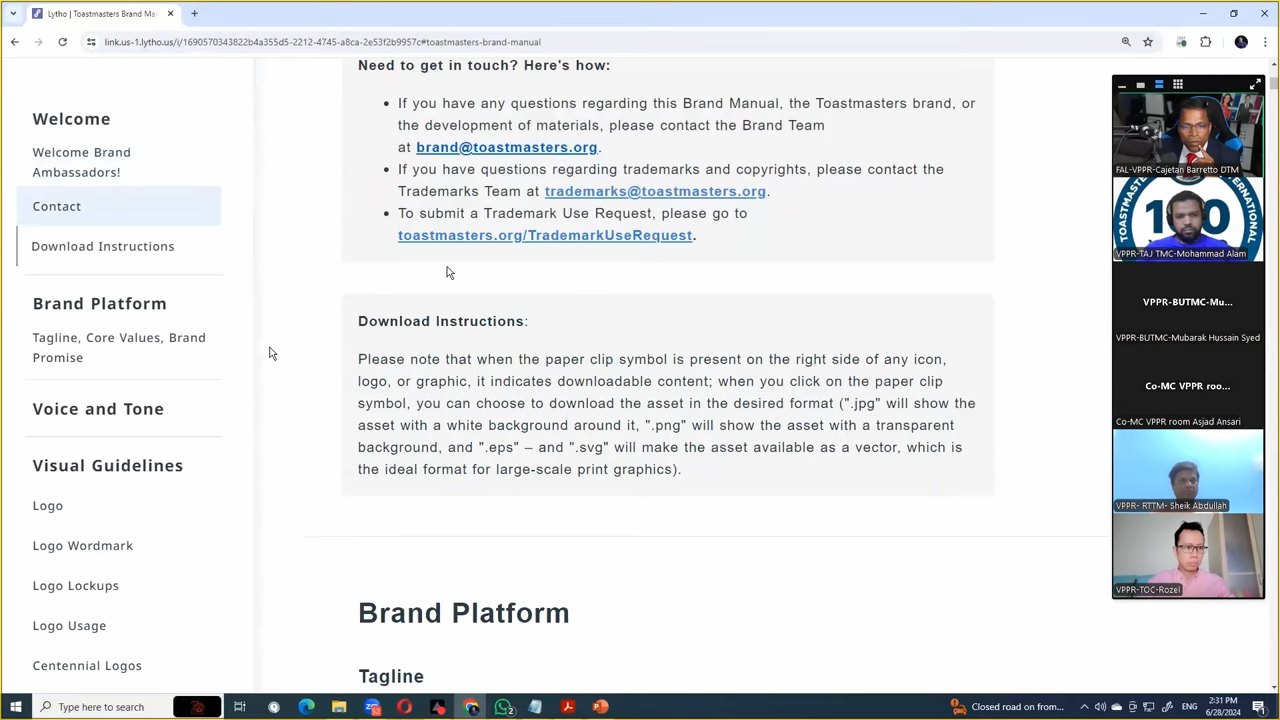 Lytho | Toastmasters Brand Ma
link.us-1.lytho.us/i/1690570343822b4a355d5-2212-4745-a8ca-2e53f2b9957c#toastmasters-brand-manual
Welcome
Welcome Brand
Ambassadors!
Contact
Download Instructions
Brand Platform
Tagline, Core Values, Brand
Promise
Voice and Tone
Visual Guidelines
Logo
Logo Wordmark
Logo Lockups
Logo Usage
Centennial Logos
Need to get in touch? Here's how:
• If you have any questions regarding this Brand Manual, the Toastmasters brand, or
the development of materials, please contact the Brand Team
at brand@toastmasters.org.
• If you have questions regarding trademarks and copyrights, please contact the
Trademarks Team at trademarks@toastmasters.org.
• To submit a Trademark Use Request, please go to
toastmasters.org/TrademarkUseRequest.
Download Instructions:
Please note that when the paper clip symbol is present on the right side of any icon,
logo, or graphic, it indicates downloadable content; when you click on the paper clip
symbol, you can choose to download the asset in the desired format (".jpg" will show the
asset with a white background around it, ".png" will show the asset with a transparent
background, and ".eps" – and ".svg" will make the asset available as a vector, which is
the ideal format for large-scale print graphics).
Brand Platform
Tagline
FAL-VPPR-Cajetan Barretto DTM
VPPR-TAJ TMC-Mohammad Alam
VPPR-BUTMC-Mu...
VPPR-BUTMC-Mubarak Hussain Syed
Co-MC VPPR roo...
Co-MC VPPR room Asjad Ansari
VPPR- RTTM- Sheik Abdullah
VPPR-TOC-Rozel
Type here to search
Closed road on from...
2:31 PM
6/28/2024